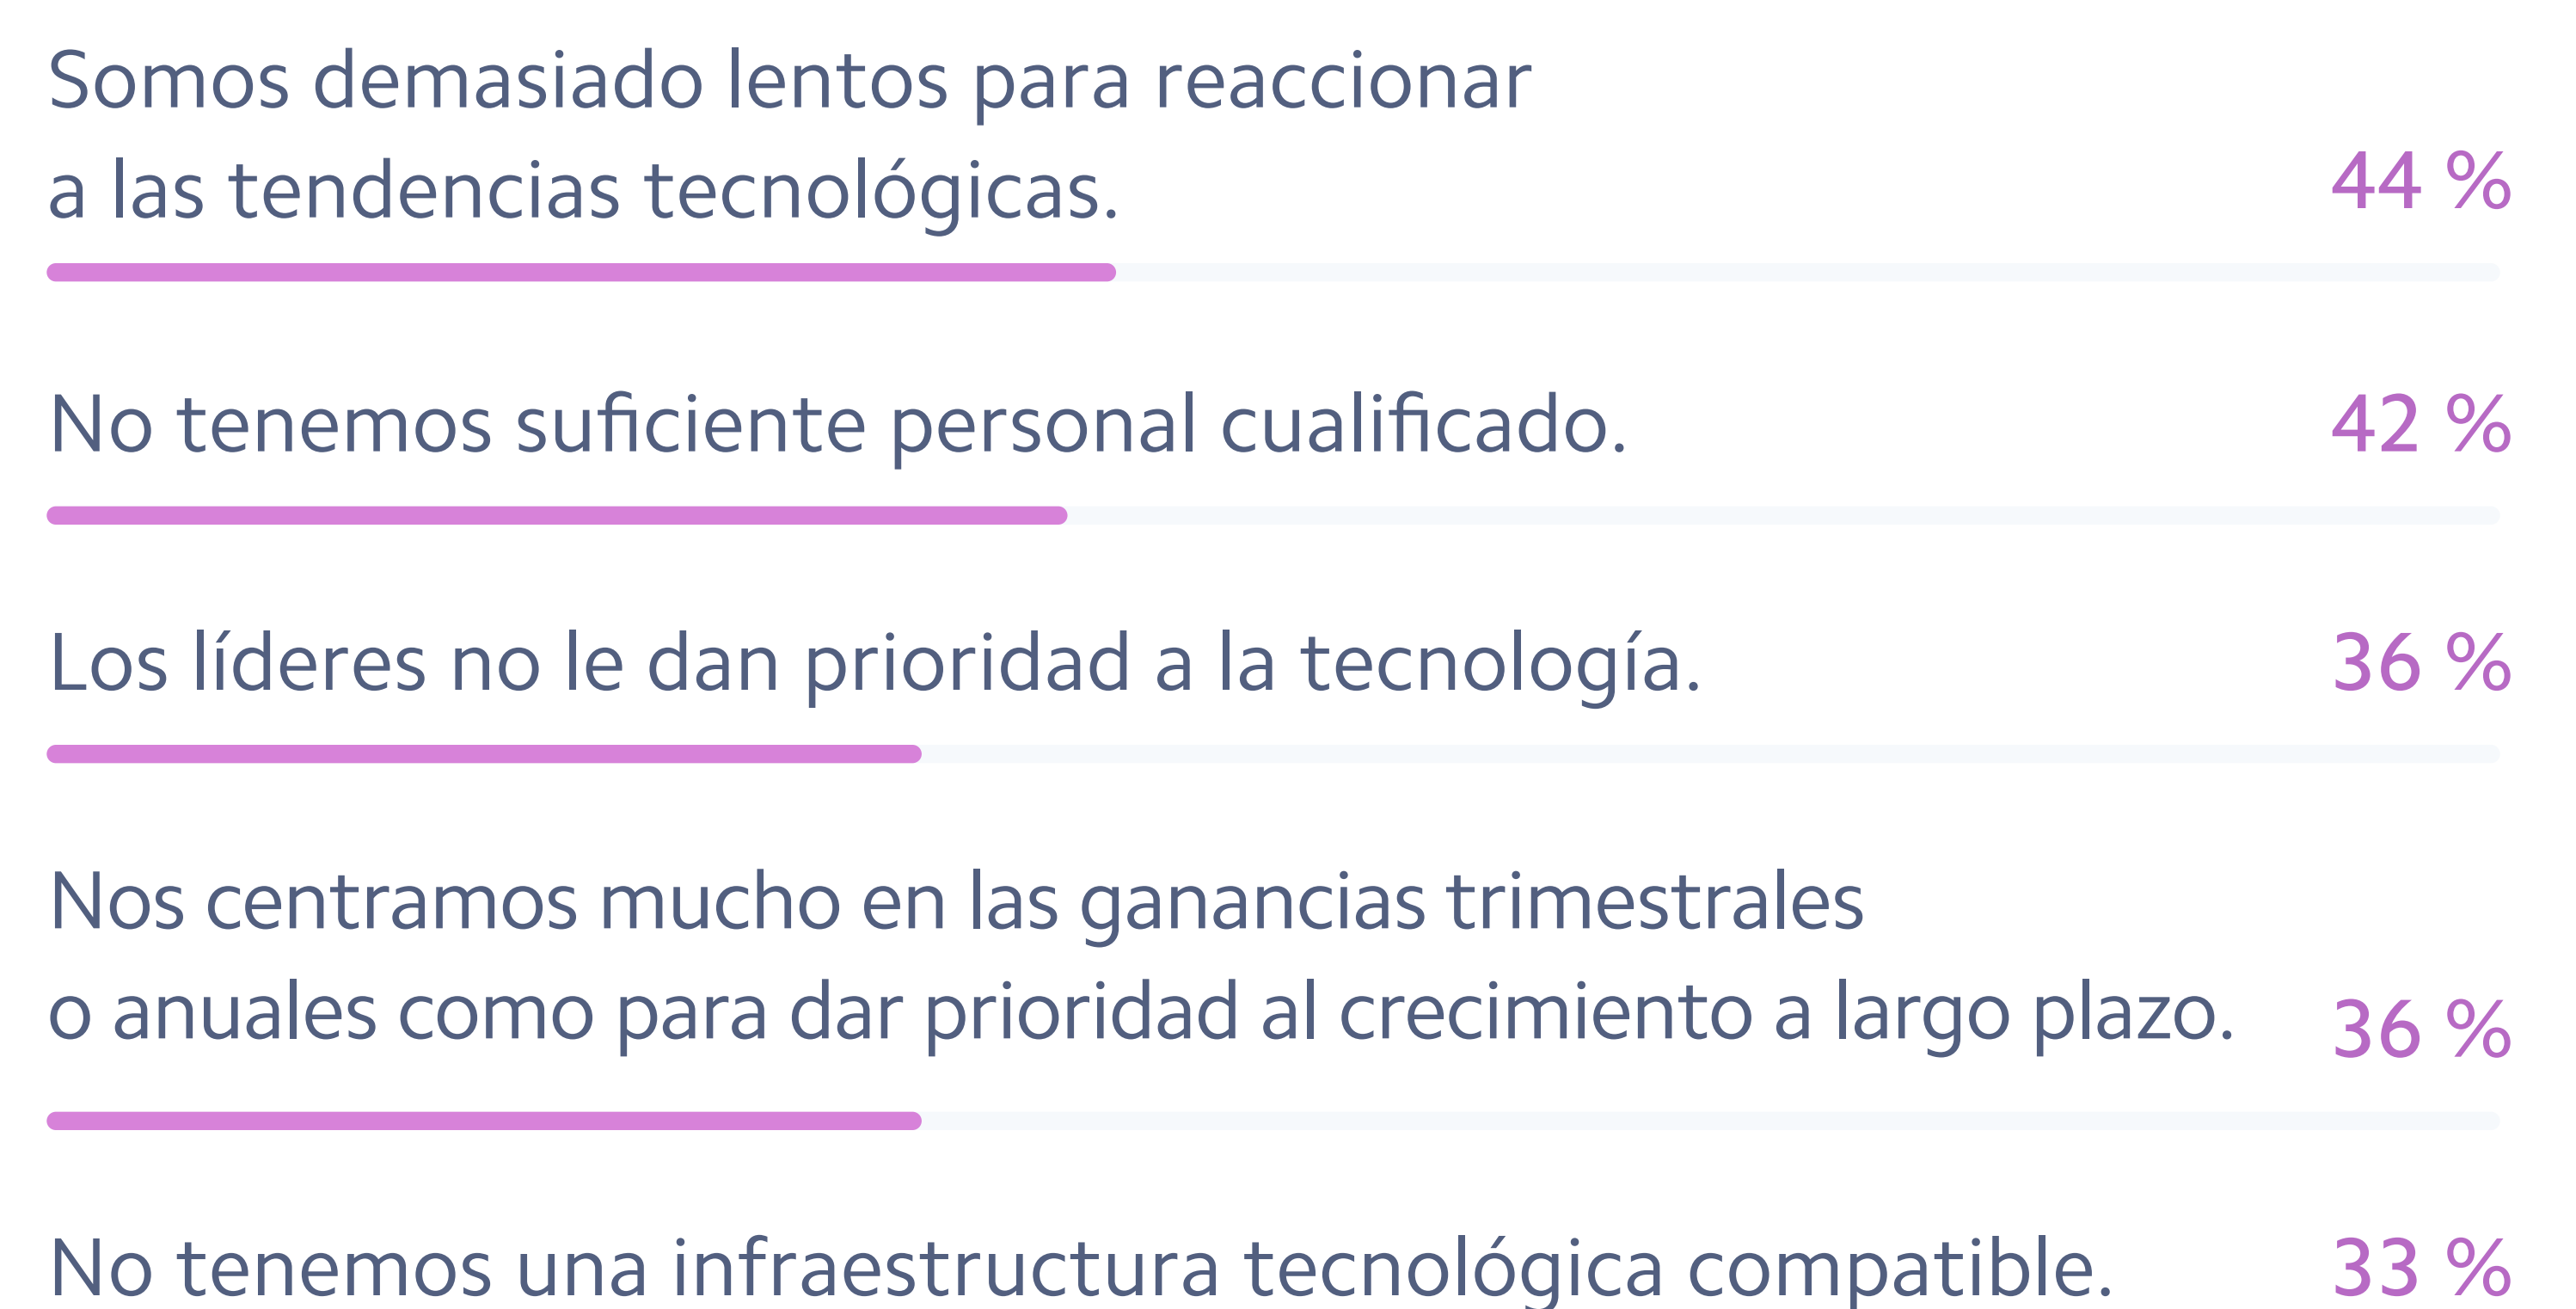 Somos demasiado lentos para reaccionar
a las tendencias tecnológicas.
44 %
No tenemos suficiente personal cualificado.
42 %
Los líderes no le dan prioridad a la tecnología.
36 %
Nos centramos mucho en las ganancias trimestrales
o anuales como para dar prioridad al crecimiento a largo plazo.
36 %
No tenemos una infraestructura tecnológica compatible.
33 %